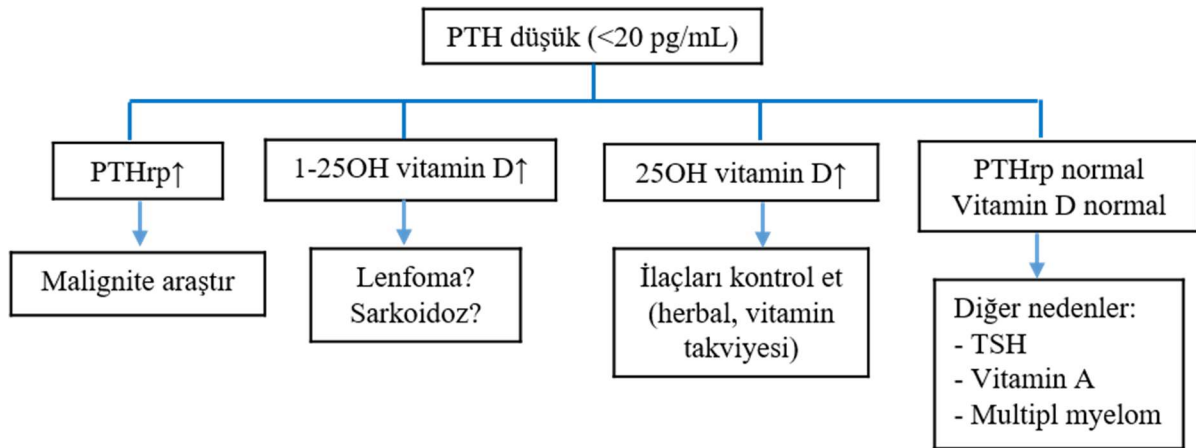 PTH düşük (<20 pg/mL)
PTHrp↑
1-25OH vitamin D↑
25OH vitamin D↑
PTHrp normal
Vitamin D normal
Malignite araştır
Lenfoma?
Sarkoidoz?
İlaçları kontrol et
(herbal, vitamin
takviyesi)
Diğer nedenler:
- TSH
- Vitamin A
- Multipl myelom